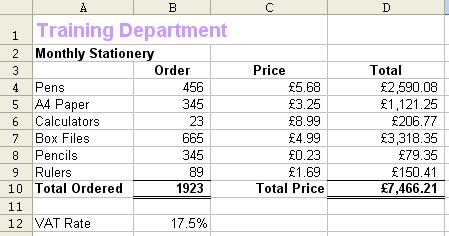 A B C D
1 Training Department
2 Monthly Stationery
3 Order Price Total
4 Pens 456 £5.68 £2,590.08
5 A4 Paper 345 £3.25 £1,121.25
6 Calculators 23 £8.99 £206.77
7 Box Files 665 £4.99 £3,318.35
8 Pencils 345 £0.23 £79.35
9 Rulers 89 £1.69 £150.41
10 Total Ordered 1923 Total Price £7,466.21
11
12 VAT Rate 17.5%